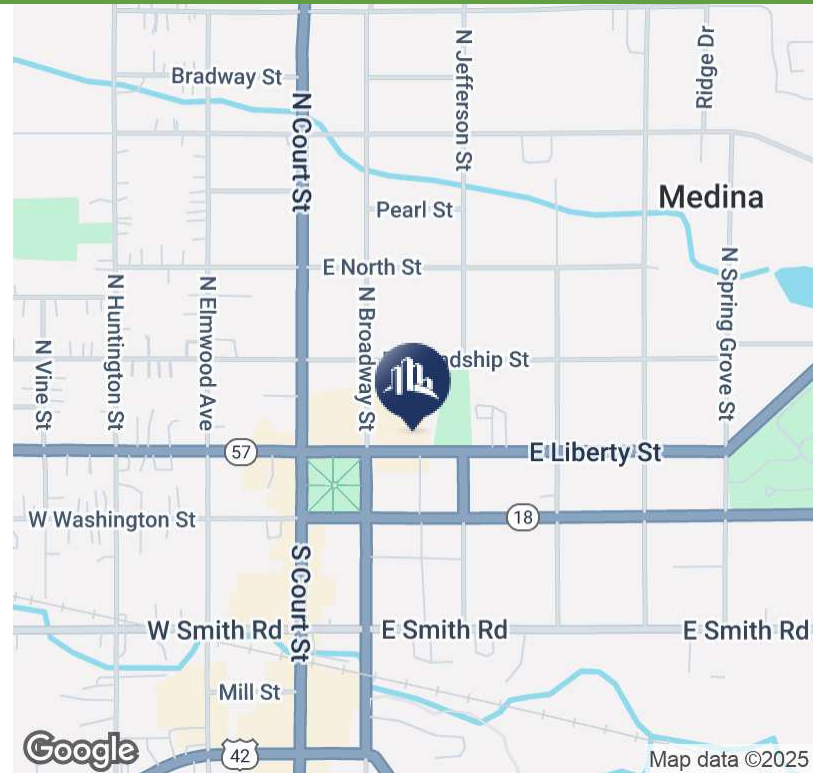 Bradway St
N Court St
N Jefferson St
Ridge Dr
Pearl St
Medina
E North St
N Huntington St
N Elmwood Ave
N Broadway St
N Spring Grove St
N Vine St
ndship St
57
E Liberty St
W Washington St
18
S Court St
W Smith Rd
E Smith Rd
E Smith Rd
Mill St
Google
42
Map data ©2025